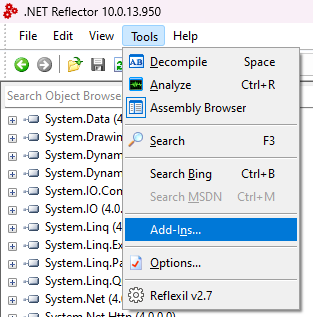 .NET Reflector 10.0.13.950
File Edit View Tools Help
Decompile Space
Analyze Ctrl+R
Assembly Browser
Search F3
Search Bing Ctrl+B
Search MSDN Ctrl+M
Add-Ins...
Options...
Reflexil v2.7
Search Object Browse
System.Data (4
System.Drawin
System.Dynam
System.Dynam
System.IO.Con
System.IO (4.0.
System.Linq (4
System.Linq.Ex
System.Linq.Pa
System.Linq.Q
System.Net (4.0
System.Net.Http (4.0.0.0)